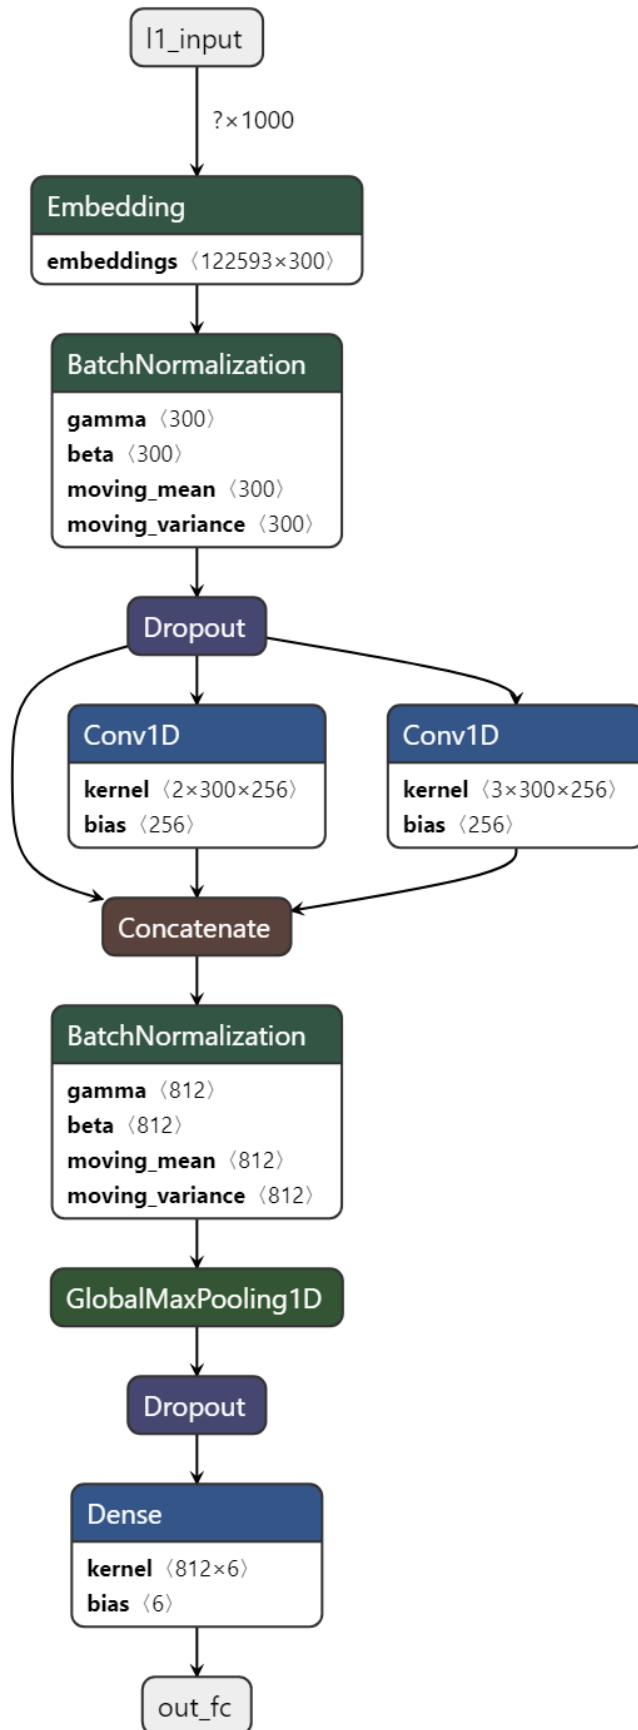 l1_input
?×1000
Embedding
embeddings 〈122593×300〉
BatchNormalization
gamma 〈300〉
beta 〈300〉
moving_mean 〈300〉
moving_variance 〈300〉
Dropout
Conv1D
kernel 〈2×300×256〉
bias 〈256〉
Conv1D
kernel 〈3×300×256〉
bias 〈256〉
Concatenate
BatchNormalization
gamma 〈812〉
beta 〈812〉
moving_mean 〈812〉
moving_variance 〈812〉
GlobalMaxPooling1D
Dropout
Dense
kernel 〈812×6〉
bias 〈6〉
out_fc